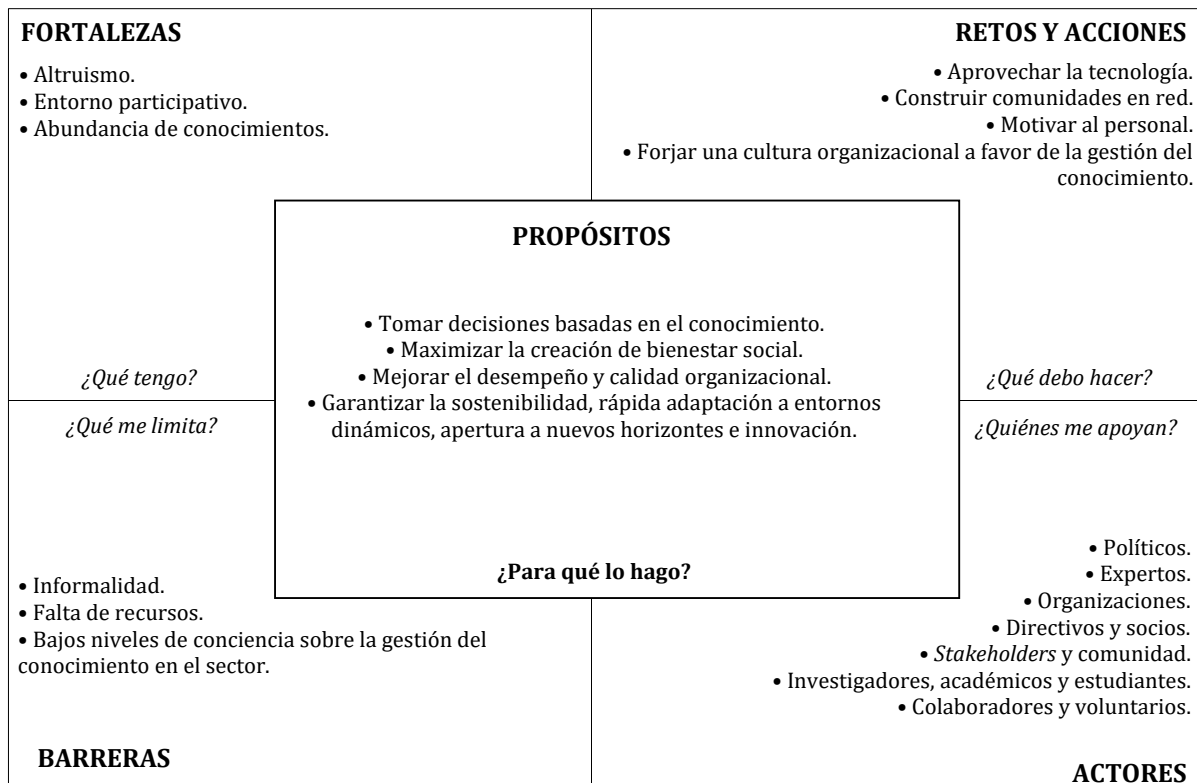 FORTALEZAS
• Altruismo.
• Entorno participativo.
• Abundancia de conocimientos.
¿Qué tengo?
RETOS Y ACCIONES
• Aprovechar la tecnología.
• Construir comunidades en red.
• Motivar al personal.
• Forjar una cultura organizacional a favor de la gestión del
conocimiento.
¿Qué debo hacer?
PROPÓSITOS
• Tomar decisiones basadas en el conocimiento.
• Maximizar la creación de bienestar social.
• Mejorar el desempeño y calidad organizacional.
• Garantizar la sostenibilidad, rápida adaptación a entornos
dinámicos, apertura a nuevos horizontes e innovación.
¿Para qué lo hago?
¿Qué me limita?
• Informalidad.
• Falta de recursos.
• Bajos niveles de conciencia sobre la gestión del
conocimiento en el sector.
BARRERAS
¿Quiénes me apoyan?
• Políticos.
• Expertos.
• Organizaciones.
• Directivos y socios.
• Stakeholders y comunidad.
• Investigadores, académicos y estudiantes.
• Colaboradores y voluntarios.
ACTORES